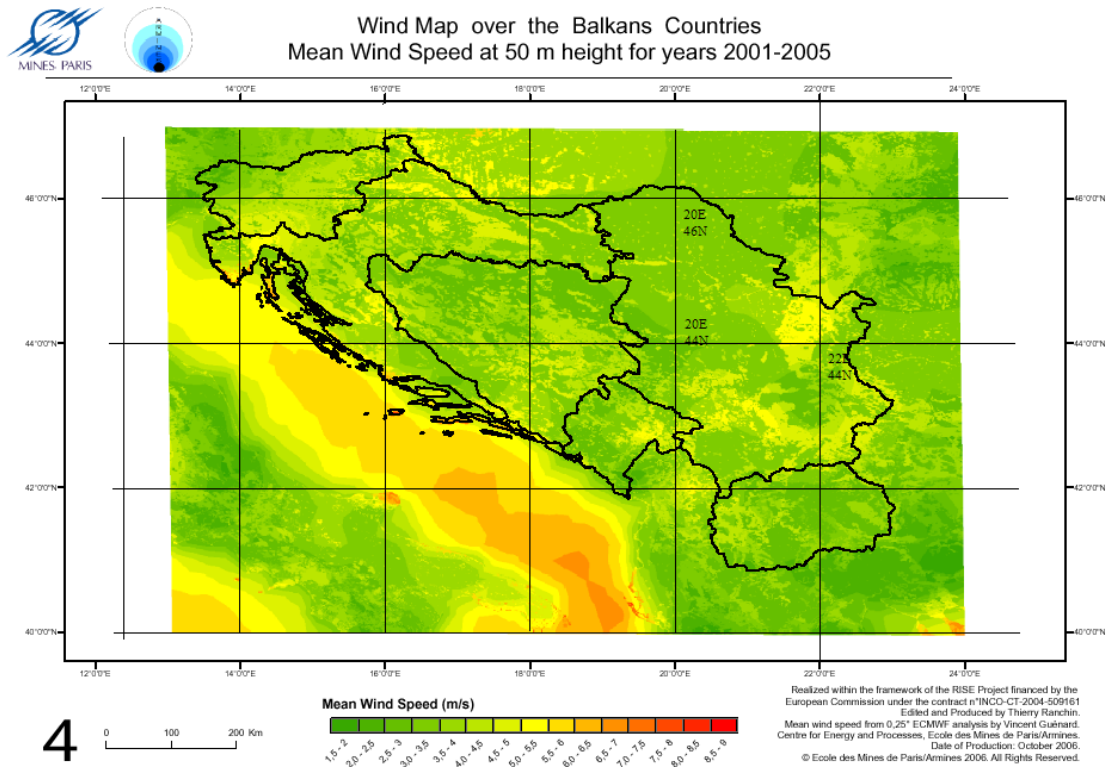 Wind Map over the Balkans Countries
Mean Wind Speed at 50 m height for years 2001-2005
MINES PARIS
ARMINES
12°0'0"E 14°0'0"E 16°0'0"E 18°0'0"E 20°0'0"E 22°0'0"E 24°0'0"E
46°0'0"N 46°0'0"N
20E
46N
20E
44N
44°0'0"N 44°0'0"N
22E
44N
42°0'0"N 42°0'0"N
40°0'0"N 40°0'0"N
12°0'0"E 14°0'0"E 16°0'0"E 18°0'0"E 20°0'0"E 22°0'0"E 24°0'0"E
4
0 100 200 Km
Mean Wind Speed (m/s)
1,5 - 2 2,0 - 2,5 2,5 - 3 3,0 - 3,5 3,5 - 4 4,0 - 4,5 4,5 - 5 5,0 - 5,5 5,5 - 6 6,0 - 6,5 6,5 - 7 7,0 - 7,5 7,5 - 8 8,0 - 8,5 8,5 - 9
Realized within the framework of the RISE Project financed by the
European Commission under the contract n°INCO-CT-2004-509161
Edited and Produced by Thierry Ranchin.
Mean wind speed from 0,25° ECMWF analysis by Vincent Guénard.
Centre for Energy and Processes, Ecole des Mines de Paris/Armines.
Date of Production: October 2006.
© Ecole des Mines de Paris/Armines 2006. All Rights Reserved.